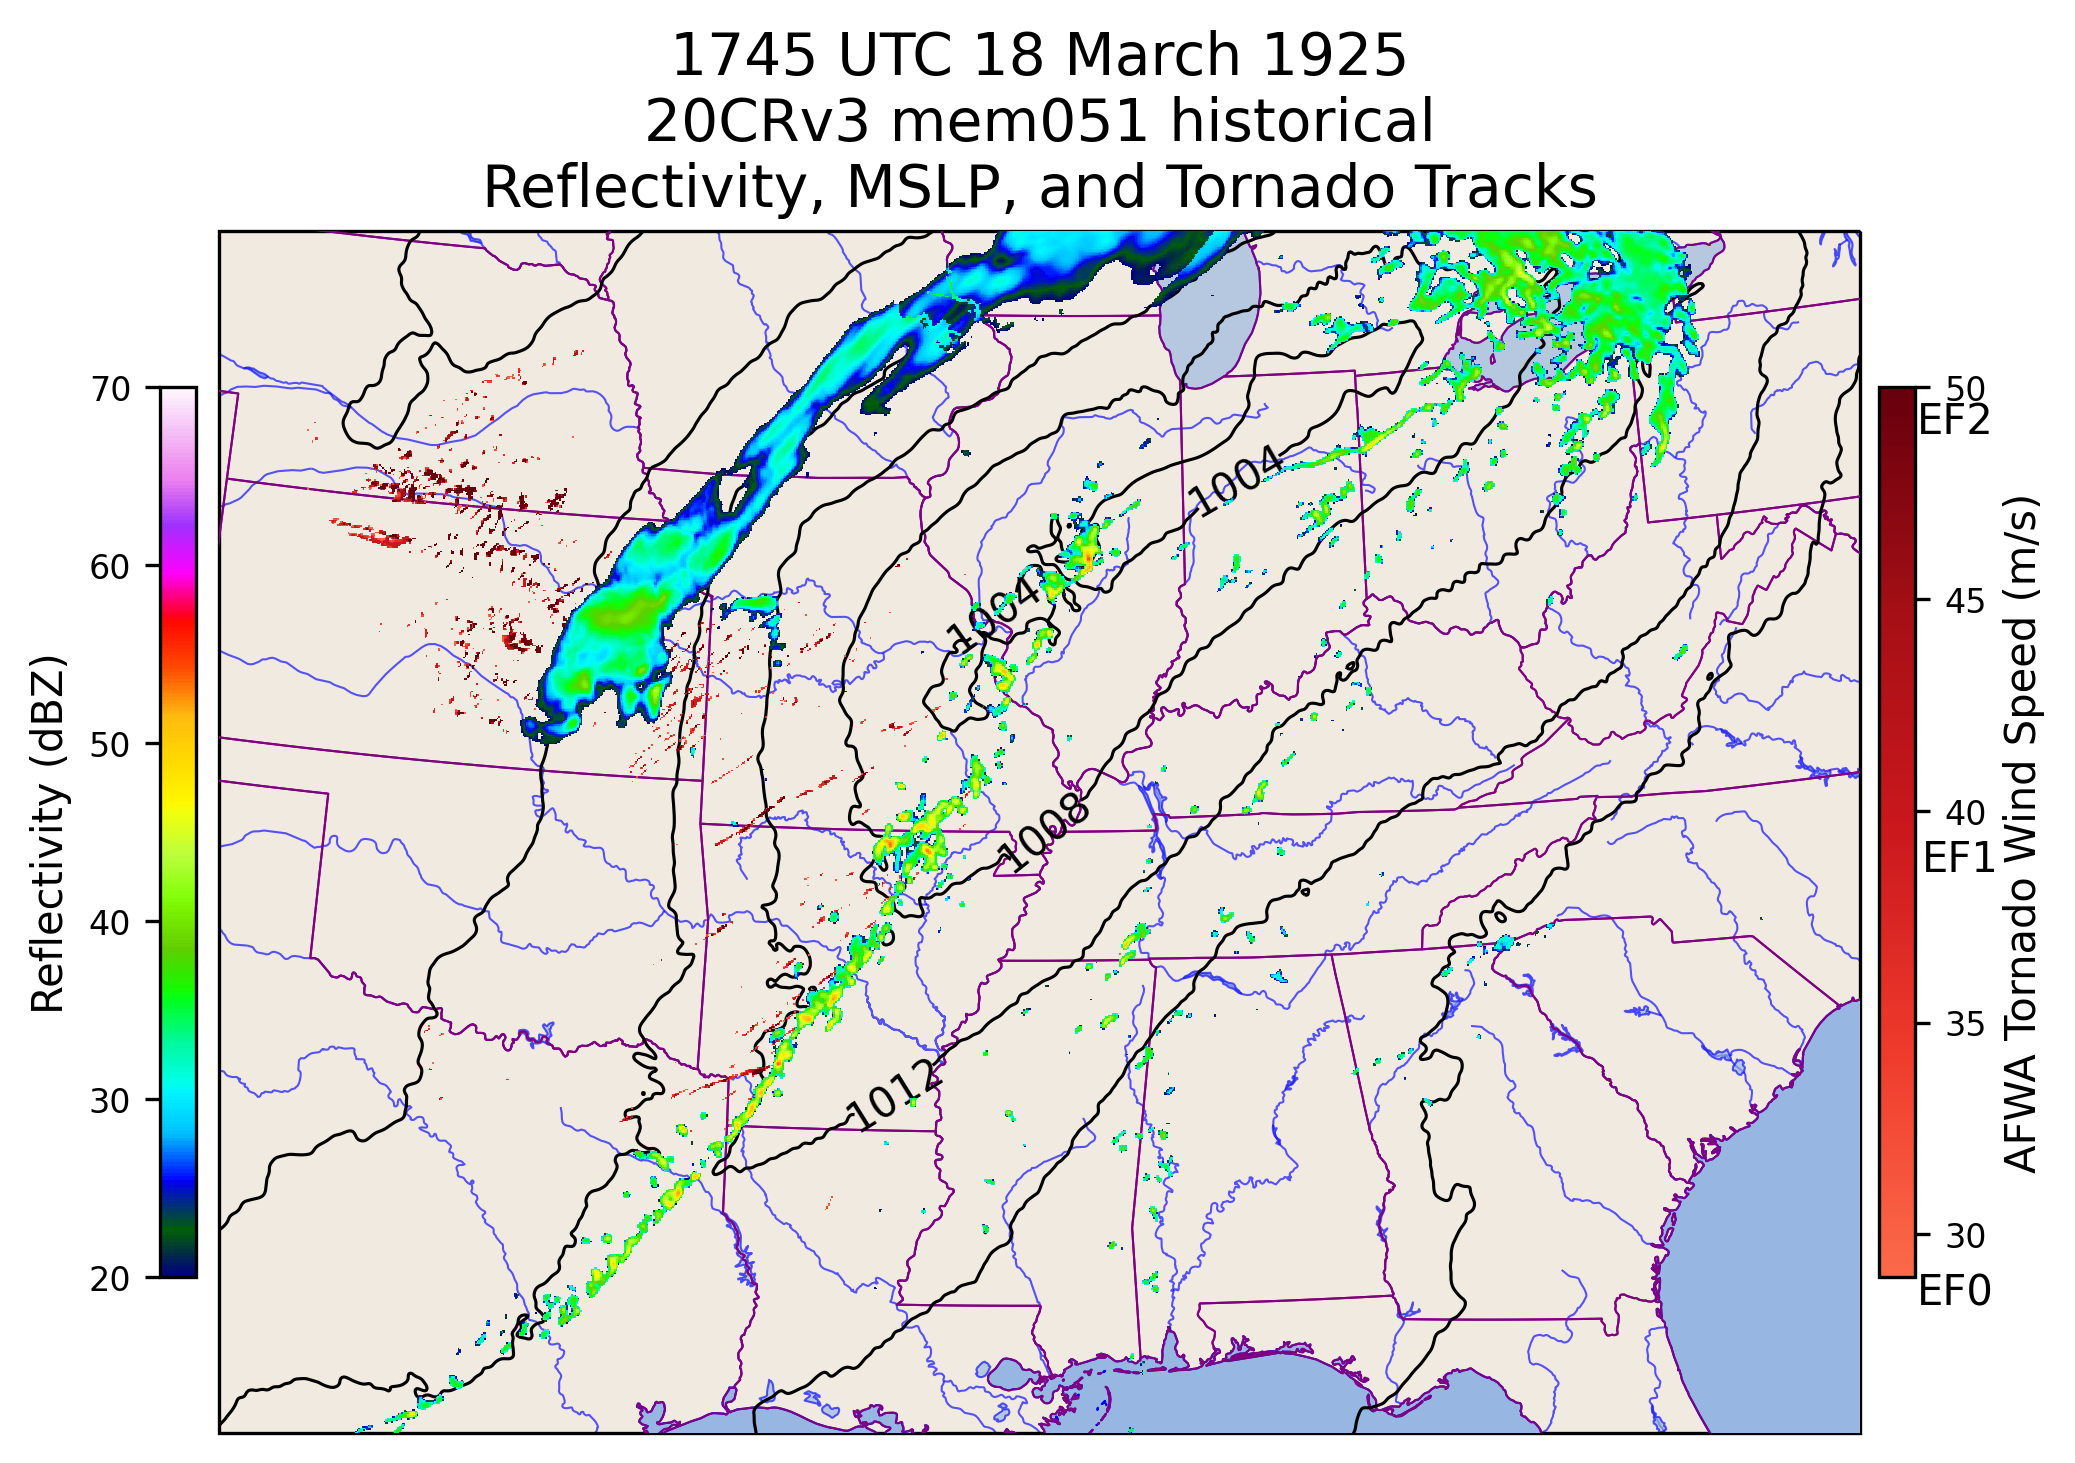 1745 UTC 18 March 1925
20CRv3 mem051 historical
Reflectivity, MSLP, and Tornado Tracks
70
60
50
40
30
20
Reflectivity (dBZ)
1004
1004
1008
1012
50
EF2
45
40
EF1
35
30
EF0
AFWA Tornado Wind Speed (m/s)